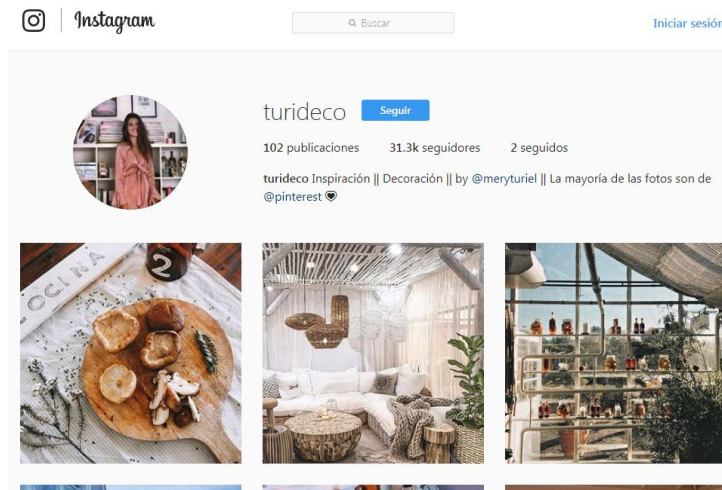 Instagram
Buscar
Iniciar sesión
turideco Seguir
102 publicaciones 31.3k seguidores 2 seguidos
turideco Inspiración || Decoración || by @meryturiel || La mayoría de las fotos son de
@pinterest 🖤
COCINA
2